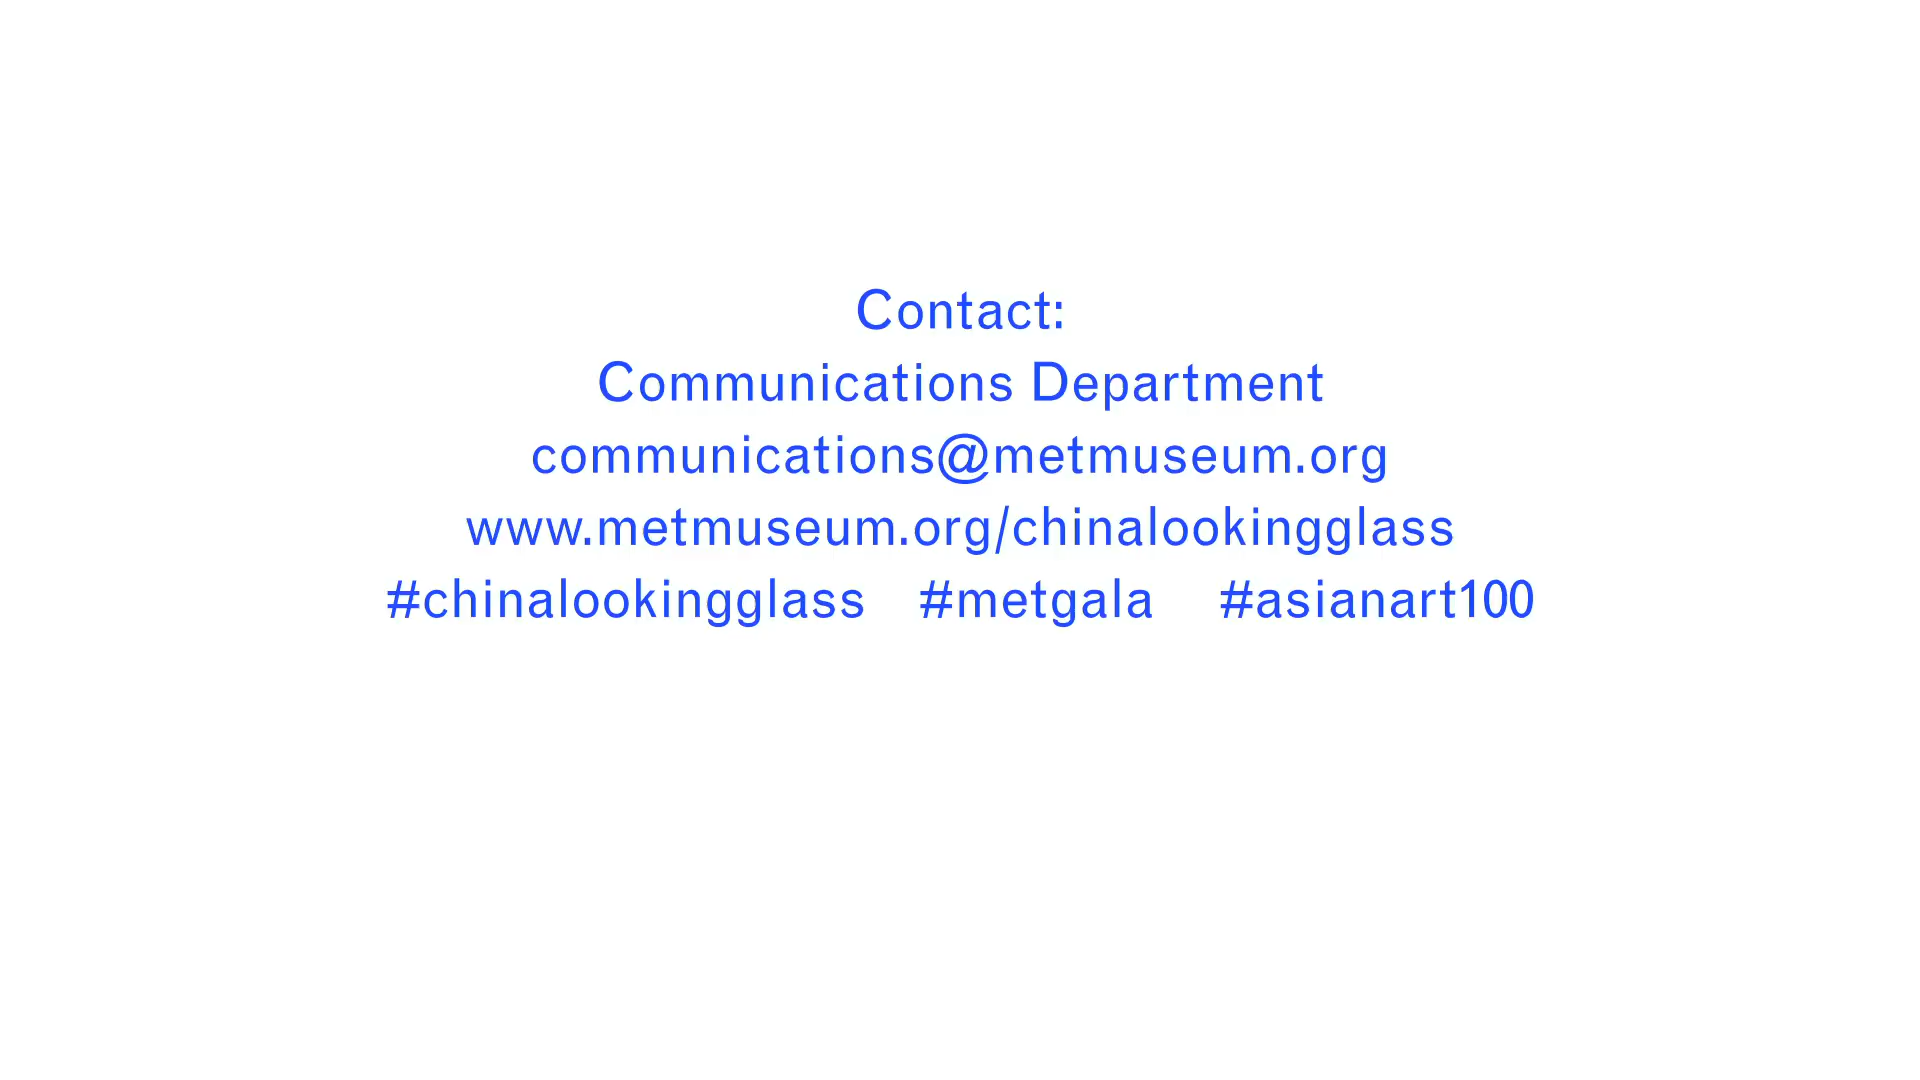 Contact:
Communications Department
communications@metmuseum.org
www.metmuseum.org/chinalookingglass
#chinalookingglass #metgala #asianart100